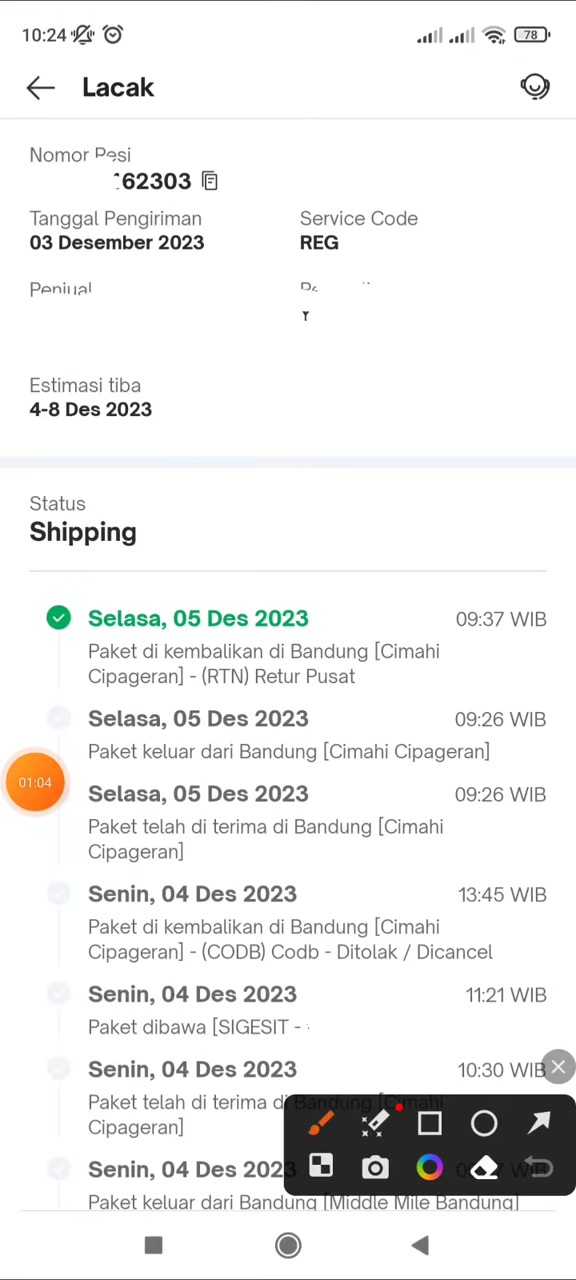 10:24
78
Lacak
Nomor Resi
62303
Tanggal Pengiriman
Service Code
03 Desember 2023
REG
Penjual
Estimasi tiba
4-8 Des 2023
Status
Shipping
Selasa, 05 Des 2023
09:37 WIB
Paket di kembalikan di Bandung [Cimahi
Cipageran] - (RTN) Retur Pusat
Selasa, 05 Des 2023
09:26 WIB
Paket keluar dari Bandung [Cimahi Cipageran]
01:04
Selasa, 05 Des 2023
09:26 WIB
Paket telah di terima di Bandung [Cimahi
Cipageran]
Senin, 04 Des 2023
13:45 WIB
Paket di kembalikan di Bandung [Cimahi
Cipageran] - (CODB) Codb - Ditolak / Dicancel
Senin, 04 Des 2023
11:21 WIB
Paket dibawa [SIGESIT -
Senin, 04 Des 2023
10:30 WIB
Paket telah di terima di Bandung [Cimahi
Cipageran]
Senin, 04 Des 2023
WIB
Paket keluar dari Bandung [Middle Mile Bandung]